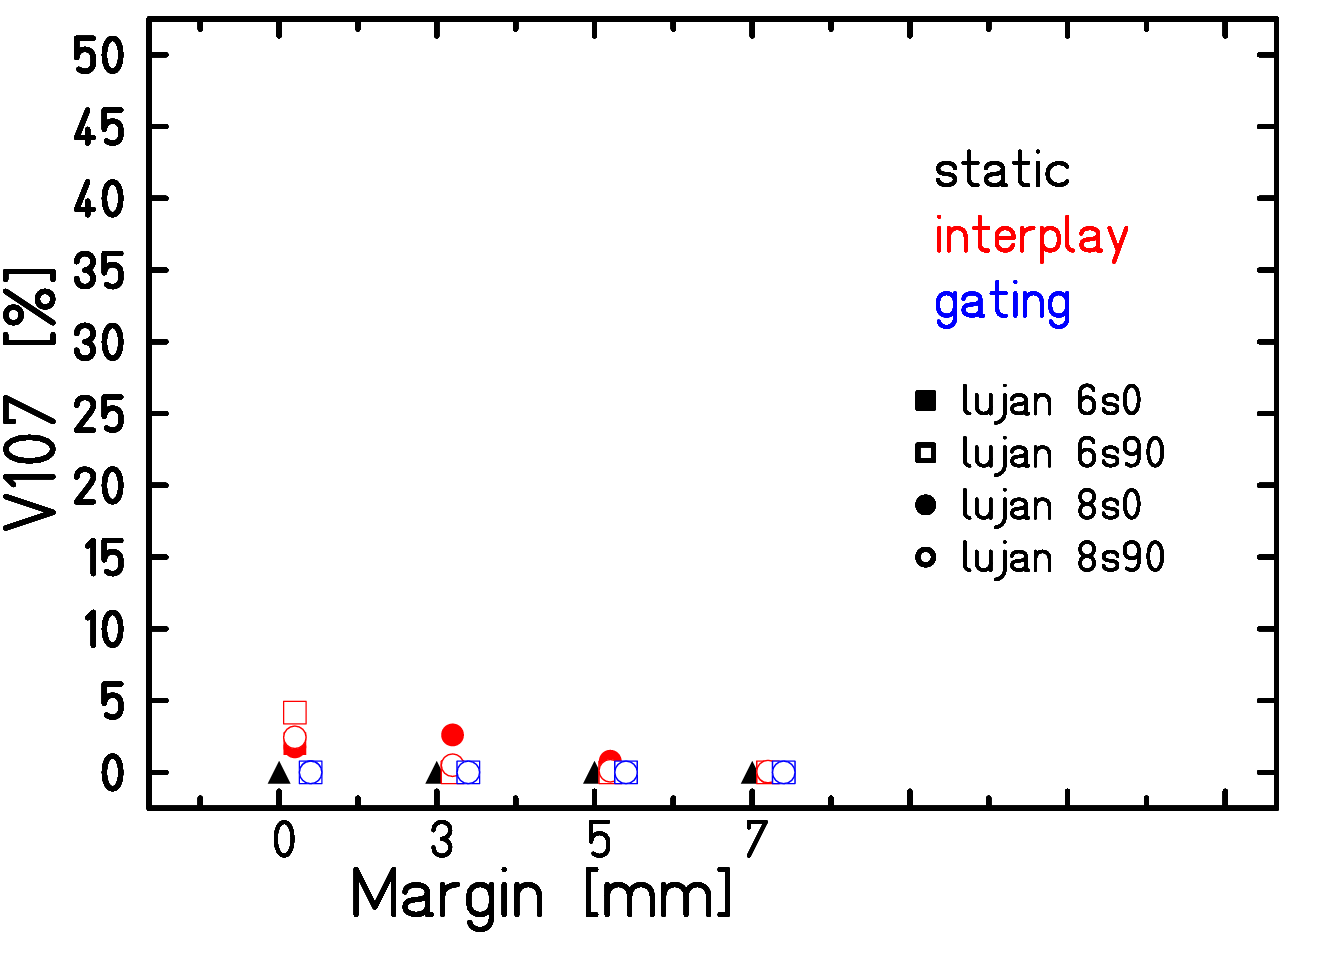 50
45
40
35
30
25
20
15
10
5
0
V107 [%]
static
interplay
gating
lujan 6s0
lujan 6s90
lujan 8s0
lujan 8s90
0 3 5 7
Margin [mm]